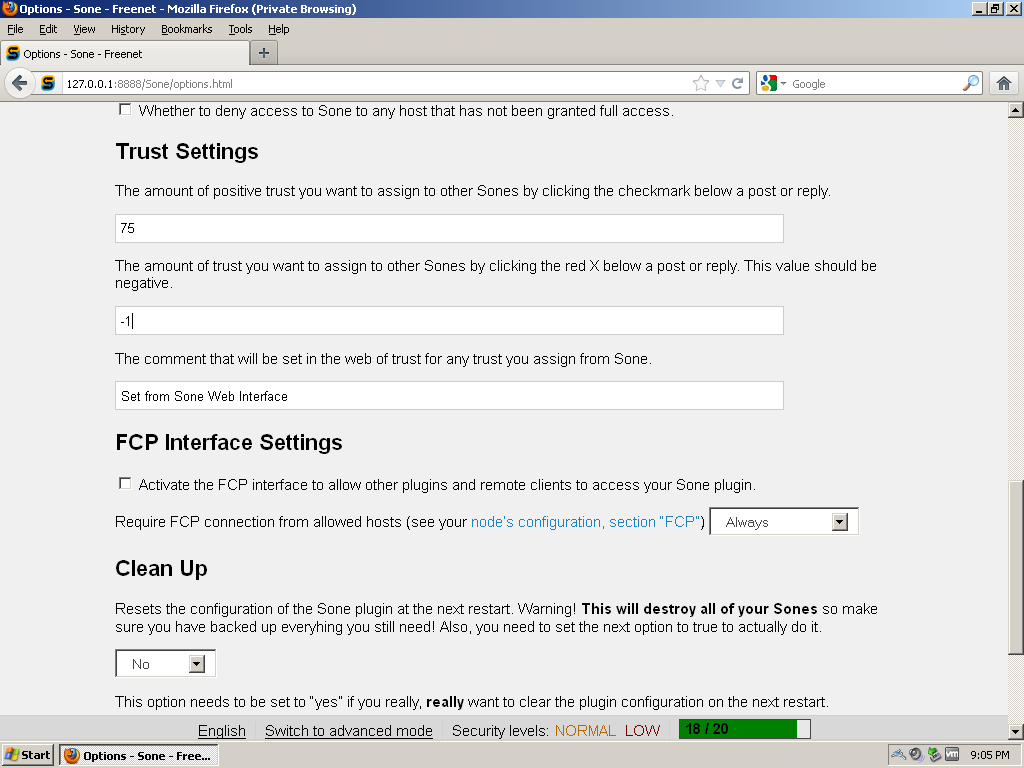 Options - Sone - Freenet - Mozilla Firefox (Private Browsing)
File Edit View History Bookmarks Tools Help
Options - Sone - Freenet
127.0.0.1:8888/Sone/options.html
Google
Whether to deny access to Sone to any host that has not been granted full access.
Trust Settings
The amount of positive trust you want to assign to other Sones by clicking the checkmark below a post or reply.
75
The amount of trust you want to assign to other Sones by clicking the red X below a post or reply. This value should be
negative.
-1
The comment that will be set in the web of trust for any trust you assign from Sone.
Set from Sone Web Interface
FCP Interface Settings
Activate the FCP interface to allow other plugins and remote clients to access your Sone plugin.
Require FCP connection from allowed hosts (see your node's configuration, section "FCP") Always
Clean Up
Resets the configuration of the Sone plugin at the next restart. Warning! This will destroy all of your Sones so make
sure you have backed up everyhing you still need! Also, you need to set the next option to true to actually do it.
No
This option needs to be set to "yes" if you really, really want to clear the plugin configuration on the next restart.
English Switch to advanced mode Security levels: NORMAL LOW 18 / 20
Start Options - Sone - Free... 9:05 PM